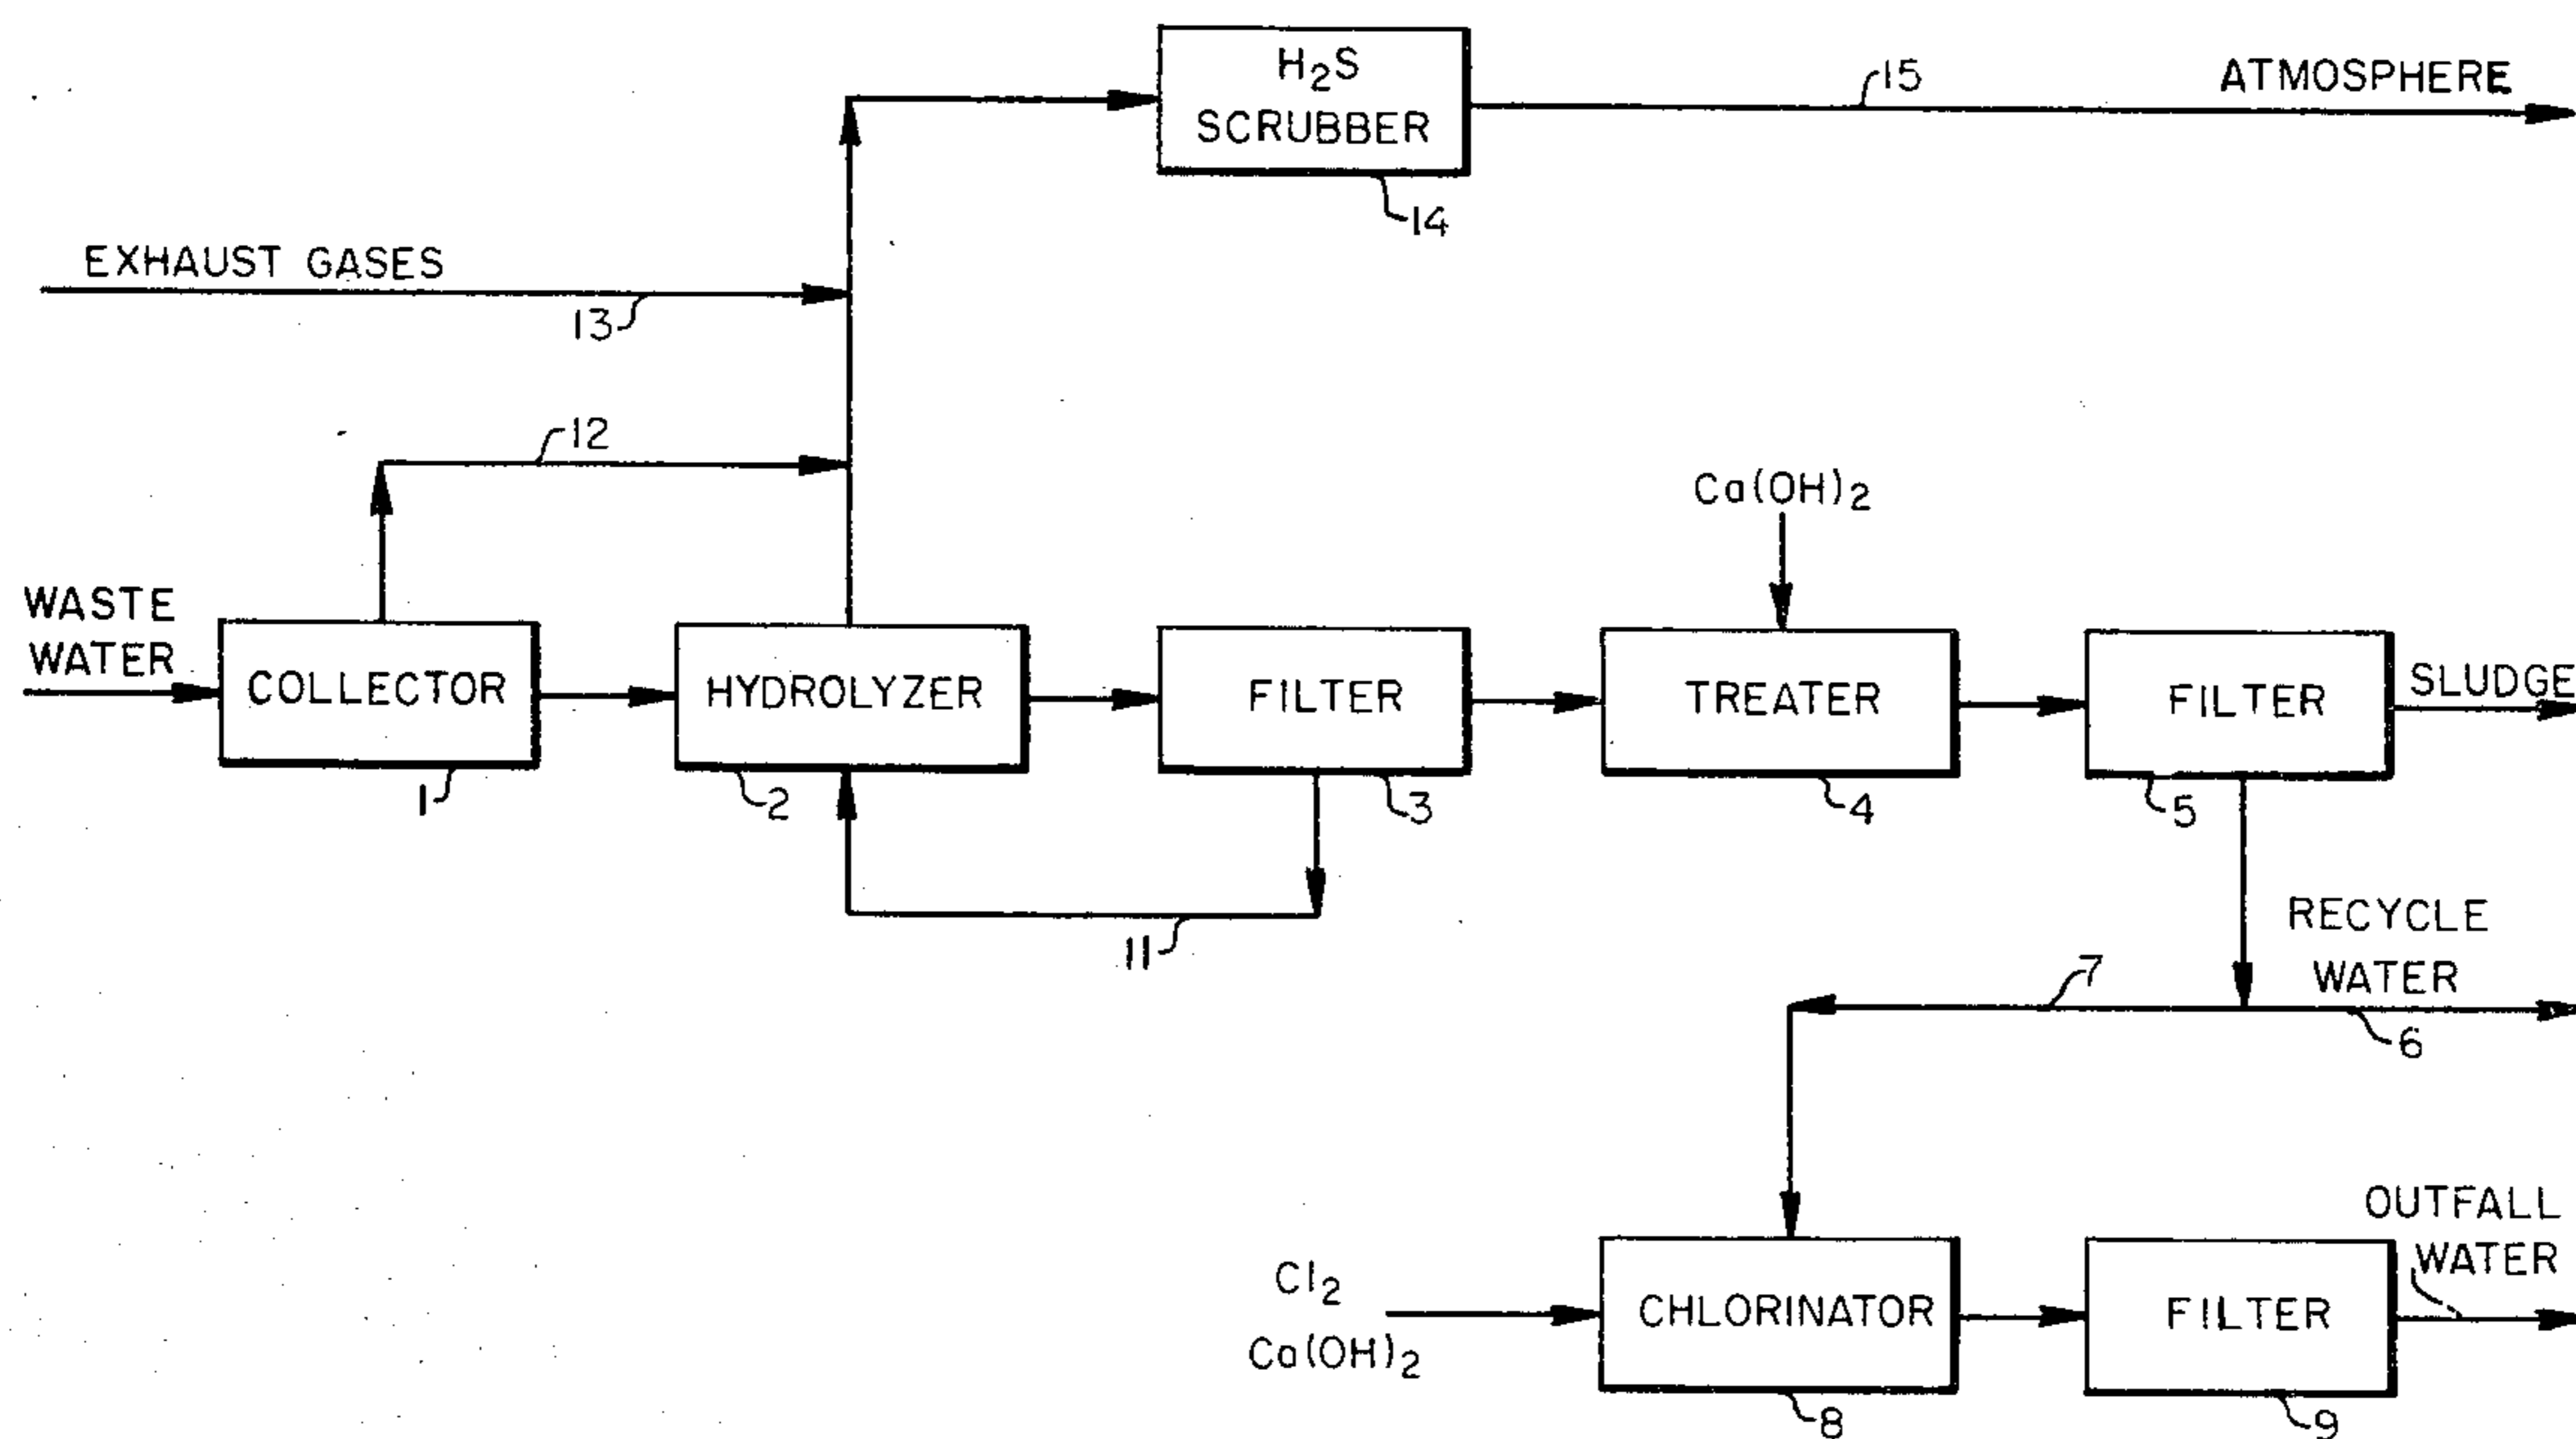 H2S
SCRUBBER
14
15
ATMOSPHERE
EXHAUST GASES
13
12
Ca(OH)2
WASTE
WATER
COLLECTOR
1
HYDROLYZER
2
FILTER
3
TREATER
4
FILTER
5
SLUDGE
11
RECYCLE
WATER
7
6
Cl2
Ca(OH)2
CHLORINATOR
8
FILTER
9
OUTFALL
WATER